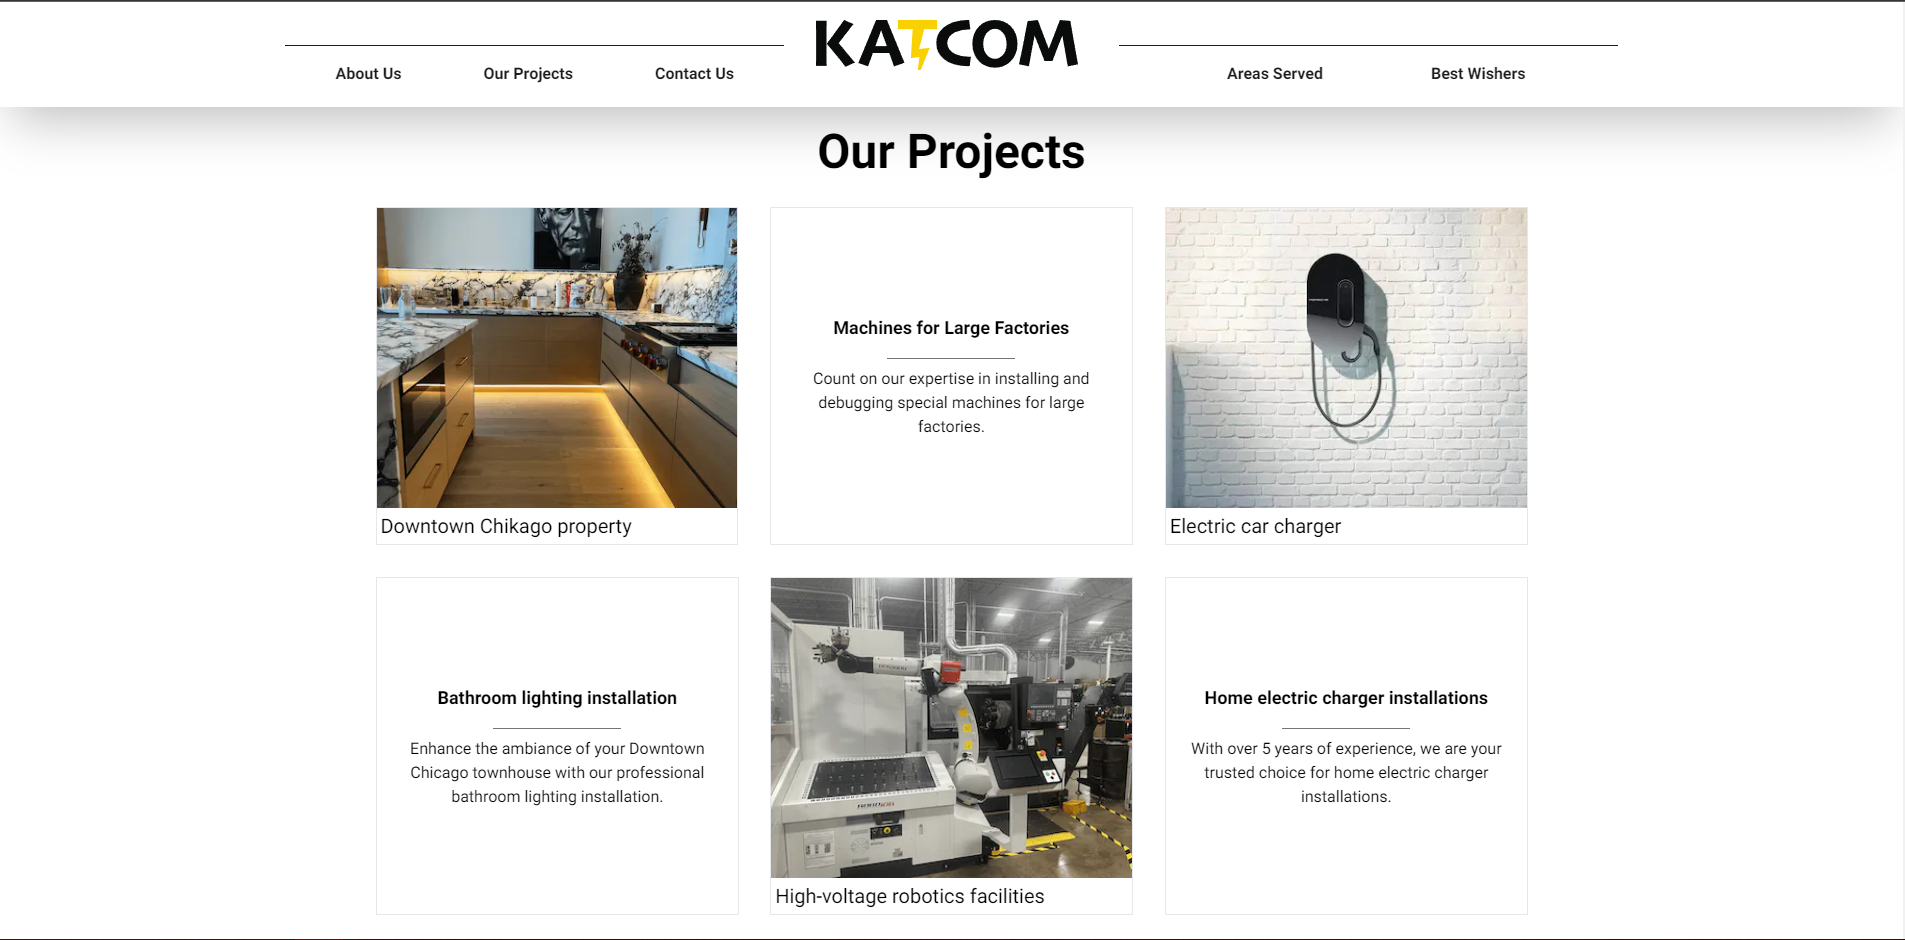 KATCOM
About Us
Our Projects
Contact Us
Areas Served
Best Wishers
Our Projects
Downtown Chikago property
Machines for Large Factories
Count on our expertise in installing and
debugging special machines for large
factories.
Electric car charger
Bathroom lighting installation
Enhance the ambiance of your Downtown
Chicago townhouse with our professional
bathroom lighting installation.
High-voltage robotics facilities
Home electric charger installations
With over 5 years of experience, we are your
trusted choice for home electric charger
installations.